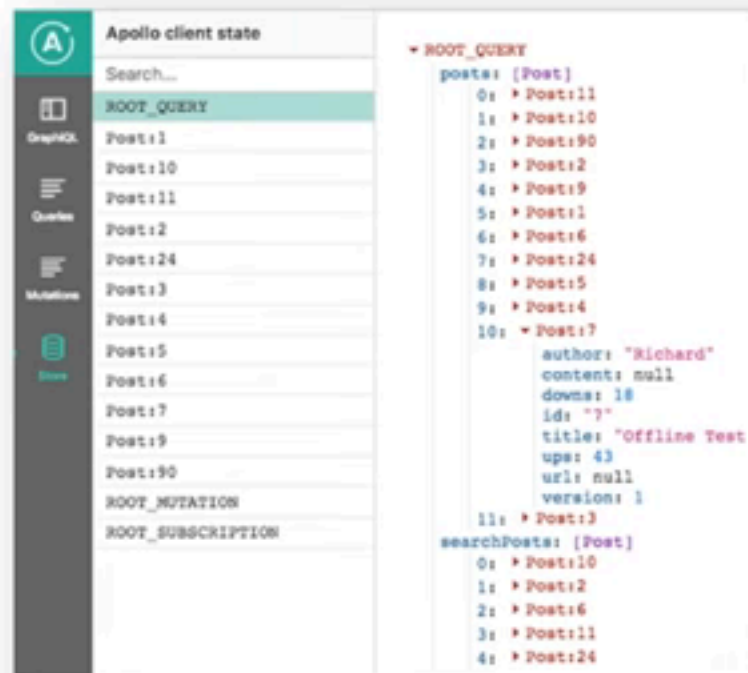 A
GraphiQL
Queries
Mutations
Store
Apollo client state
Search...
ROOT_QUERY
Post:1
Post:10
Post:11
Post:2
Post:24
Post:3
Post:4
Post:5
Post:6
Post:7
Post:9
Post:90
ROOT_MUTATION
ROOT_SUBSCRIPTION
ROOT_QUERY
posts: [Post]
0: Post:11
1: Post:10
2: Post:90
3: Post:2
4: Post:9
5: Post:1
6: Post:6
7: Post:24
8: Post:5
9: Post:4
10: Post:7
author: "Richard"
content: null
downs: 18
id: "7"
title: "Offline Test
ups: 43
url: null
version: 1
11: Post:3
searchPosts: [Post]
0: Post:10
1: Post:2
2: Post:6
3: Post:11
4: Post:24